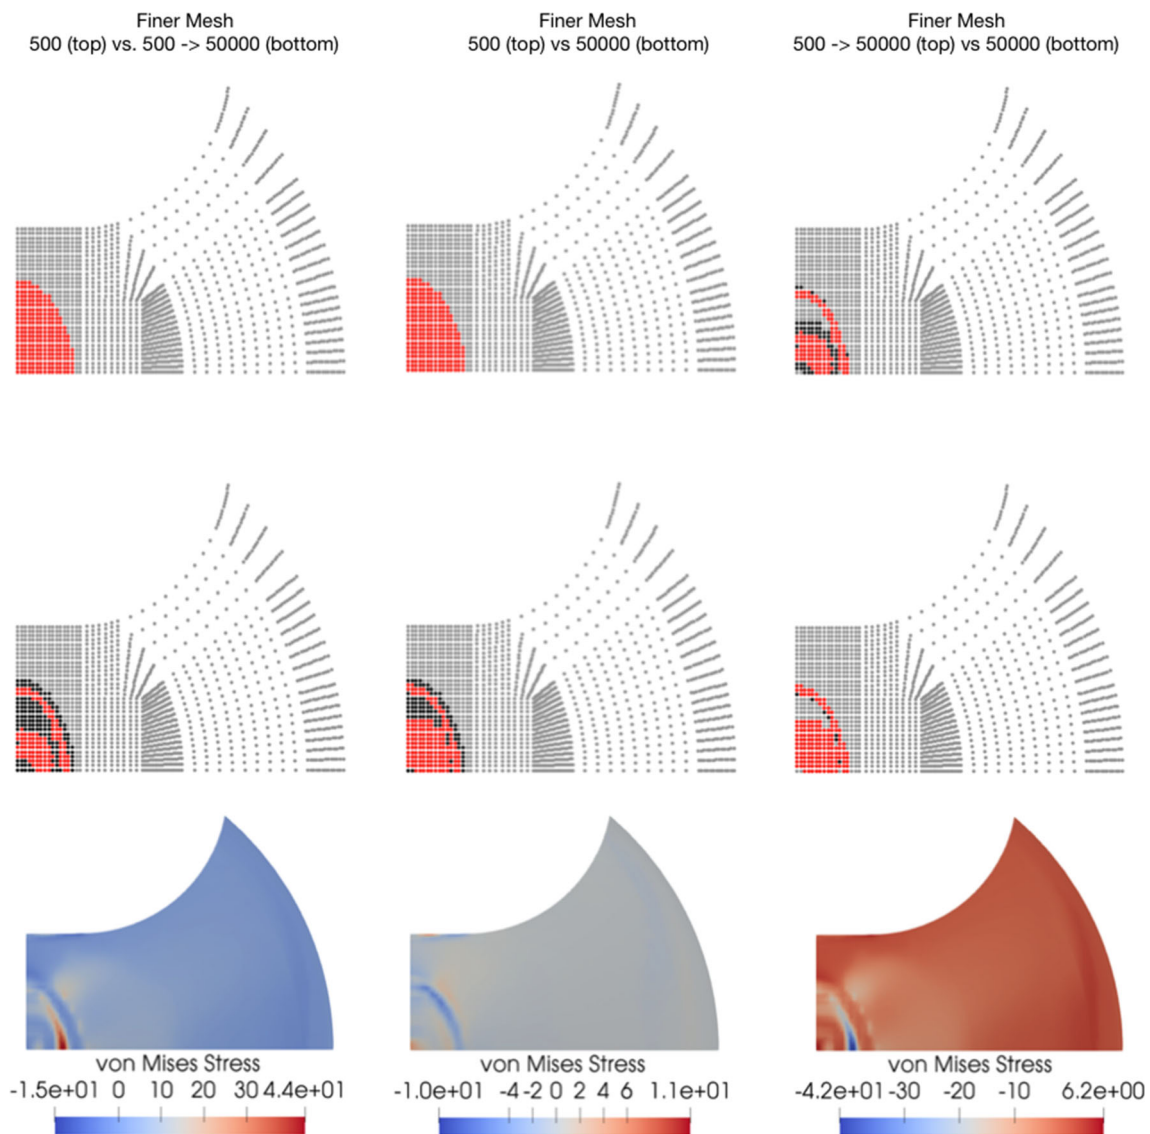 Finer Mesh
500 (top) vs. 500 -> 50000 (bottom)
Finer Mesh
500 (top) vs 50000 (bottom)
Finer Mesh
500 -> 50000 (top) vs 50000 (bottom)
von Mises Stress
-1.5e+01 0 10 20 30 4.4e+01
von Mises Stress
-1.0e+01 -4 -2 0 2 4 6 1.1e+01
von Mises Stress
-4.2e+01 -30 -20 -10 6.2e+00